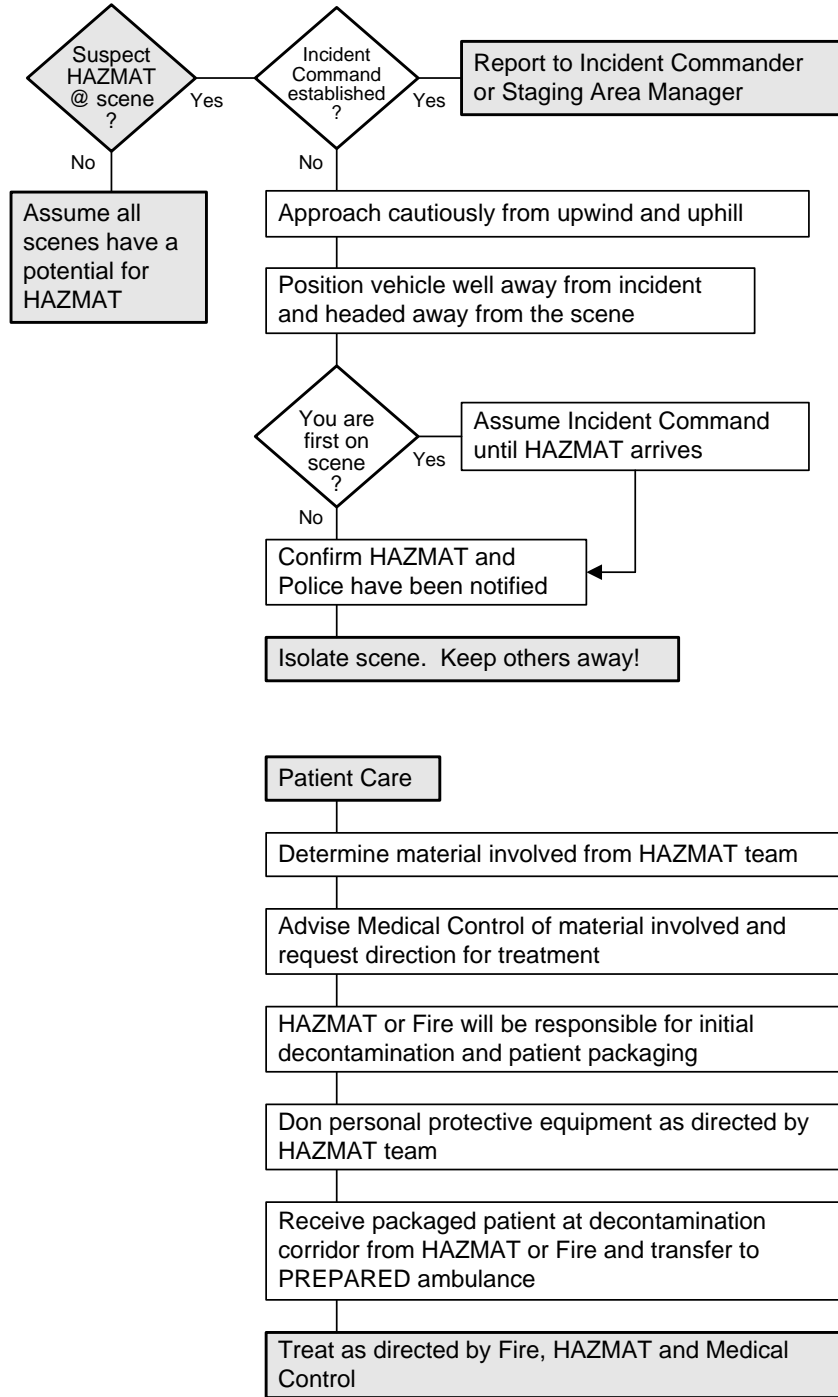 Suspect
HAZMAT
@ scene
?
Yes
No
Incident
Command
established
?
Yes
No
Report to Incident Commander
or Staging Area Manager
Assume all
scenes have a
potential for
HAZMAT
Approach cautiously from upwind and uphill
Position vehicle well away from incident
and headed away from the scene
You are
first on
scene
?
Yes
No
Assume Incident Command
until HAZMAT arrives
Confirm HAZMAT and
Police have been notified
Isolate scene.  Keep others away!
Patient Care
Determine material involved from HAZMAT team
Advise Medical Control of material involved and
request direction for treatment
HAZMAT or Fire will be responsible for initial
decontamination and patient packaging
Don personal protective equipment as directed by
HAZMAT team
Receive packaged patient at decontamination
corridor from HAZMAT or Fire and transfer to
PREPARED ambulance
Treat as directed by Fire, HAZMAT and Medical
Control